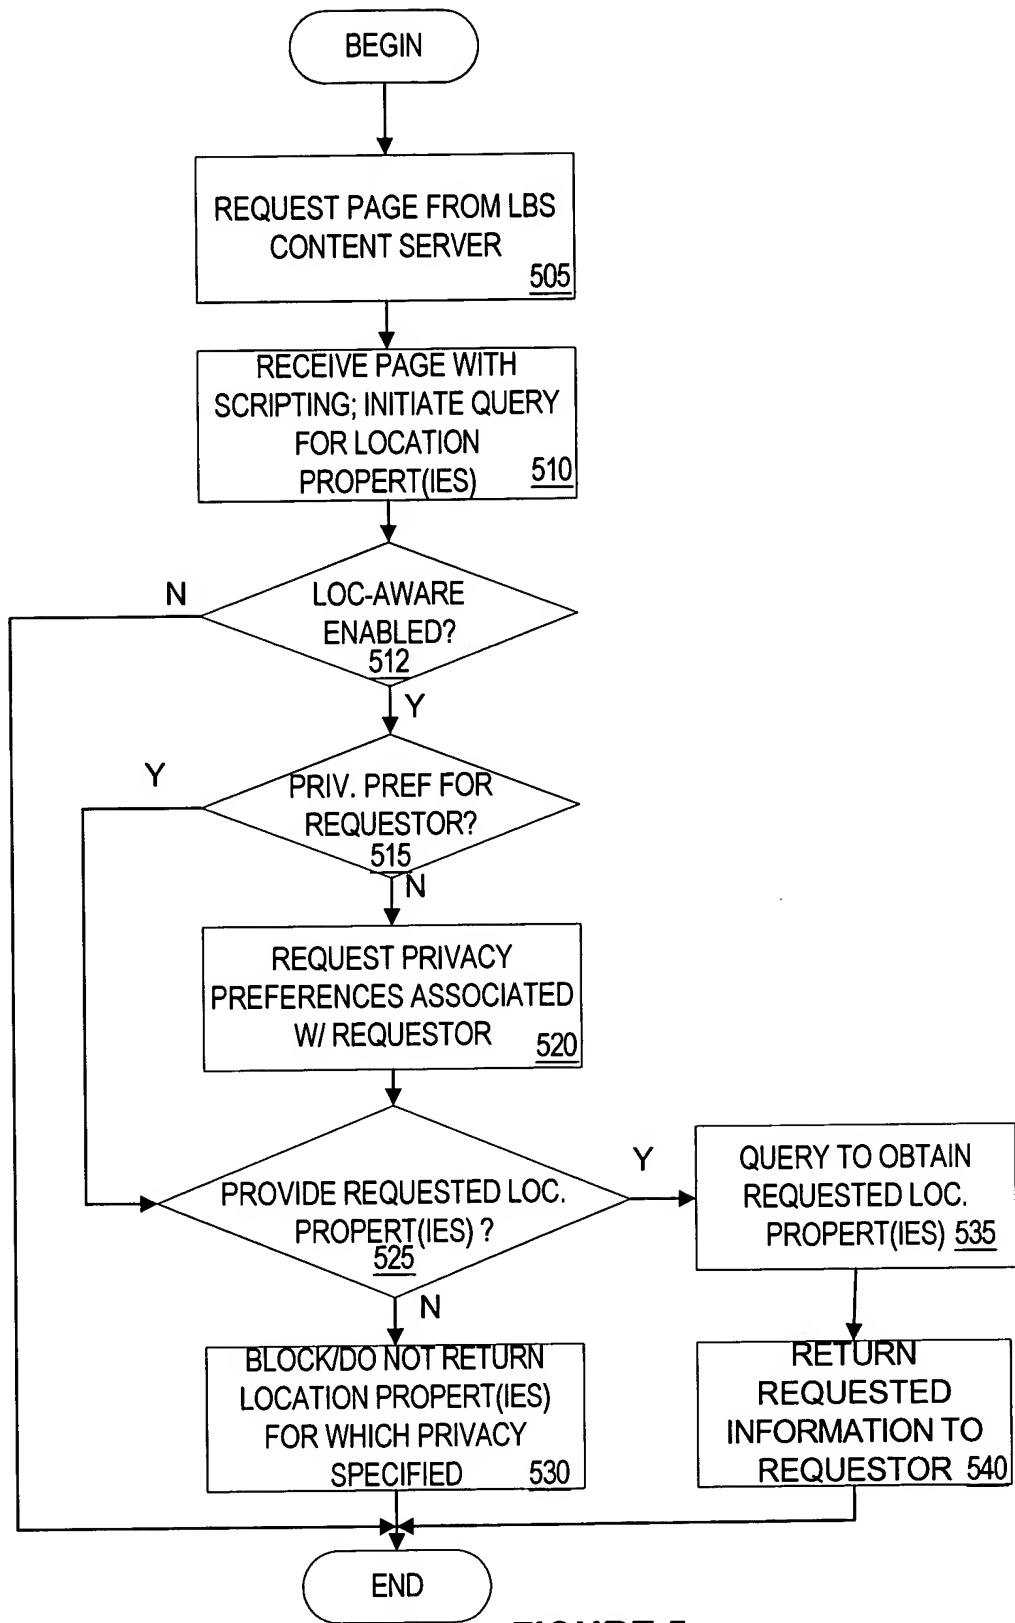 BEGIN
REQUEST PAGE FROM LBS
CONTENT SERVER
505
RECEIVE PAGE WITH
SCRIPTING; INITIATE QUERY
FOR LOCATION
PROPERT(IES) 510
N
LOC-AWARE
ENABLED?
512
Y
Y
PRIV. PREF FOR
REQUESTOR?
515
N
REQUEST PRIVACY
PREFERENCES ASSOCIATED
W/ REQUESTOR 520
PROVIDE REQUESTED LOC.
PROPERT(IES) ?
525
Y
QUERY TO OBTAIN
REQUESTED LOC.
PROPERT(IES) 535
N
BLOCK/DO NOT RETURN
LOCATION PROPERT(IES)
FOR WHICH PRIVACY
SPECIFIED 530
RETURN
REQUESTED
INFORMATION TO
REQUESTOR 540
END